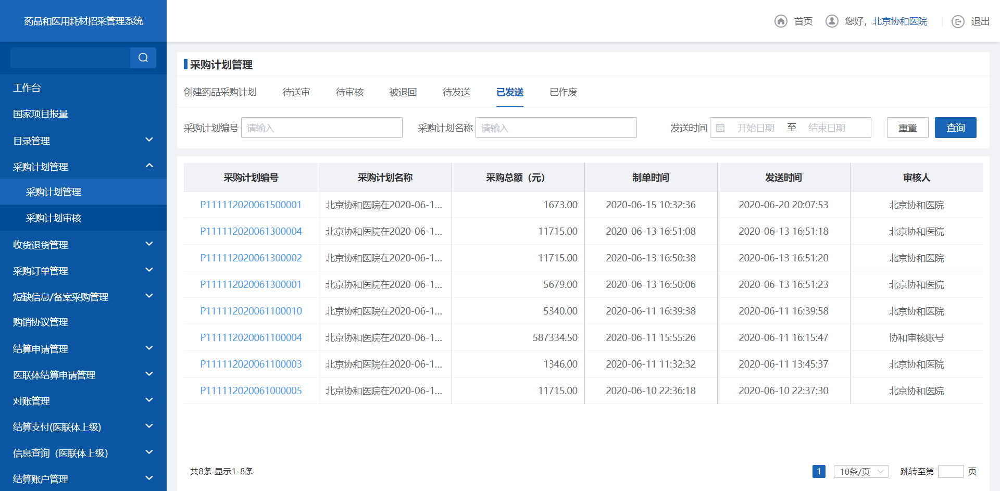 药品和医用耗材招采管理系统
首页 您好，北京协和医院 退出
工作台
国家项目报量
目录管理
采购计划管理
采购计划管理
采购计划审核
收货退货管理
采购订单管理
短缺信息/备案采购管理
购销协议管理
结算申请管理
医联体结算申请管理
对账管理
结算支付(医联体上级)
信息查询（医联体上级）
结算账户管理
采购计划管理
创建药品采购计划 待送审 待审核 被退回 待发送 已发送 已作废
采购计划编号 请输入 采购计划名称 请输入 发送时间 开始日期 至 结束日期 重置 查询
采购计划编号 采购计划名称 采购总额（元） 制单时间 发送时间 审核人
P111112020061500001 北京协和医院在2020-06-1... 1673.00 2020-06-15 10:32:36 2020-06-20 20:07:53 北京协和医院
P111112020061300004 北京协和医院在2020-06-1... 11715.00 2020-06-13 16:51:08 2020-06-13 16:51:18 北京协和医院
P111112020061300002 北京协和医院在2020-06-1... 11715.00 2020-06-13 16:50:38 2020-06-13 16:51:20 北京协和医院
P111112020061300001 北京协和医院在2020-06-1... 5679.00 2020-06-13 16:50:06 2020-06-13 16:51:23 北京协和医院
P111112020061100010 北京协和医院在2020-06-1... 5340.00 2020-06-11 16:39:38 2020-06-11 16:39:58 北京协和医院
P111112020061100004 北京协和医院在2020-06-1... 587334.50 2020-06-11 15:55:26 2020-06-11 16:15:47 协和审核账号
P111112020061100003 北京协和医院在2020-06-1... 1346.00 2020-06-11 11:32:32 2020-06-11 13:45:37 北京协和医院
P111112020061000005 北京协和医院在2020-06-1... 11715.00 2020-06-10 22:36:18 2020-06-10 22:37:30 北京协和医院
共8条 显示1-8条 1 10条/页 跳转至第 页